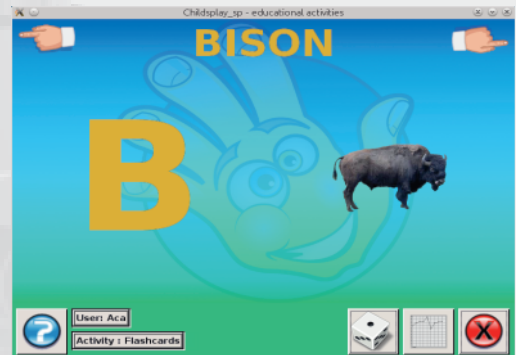 Childsplay_sp - educational activities
BISON
B
User: Aca
Activity : Flashcards